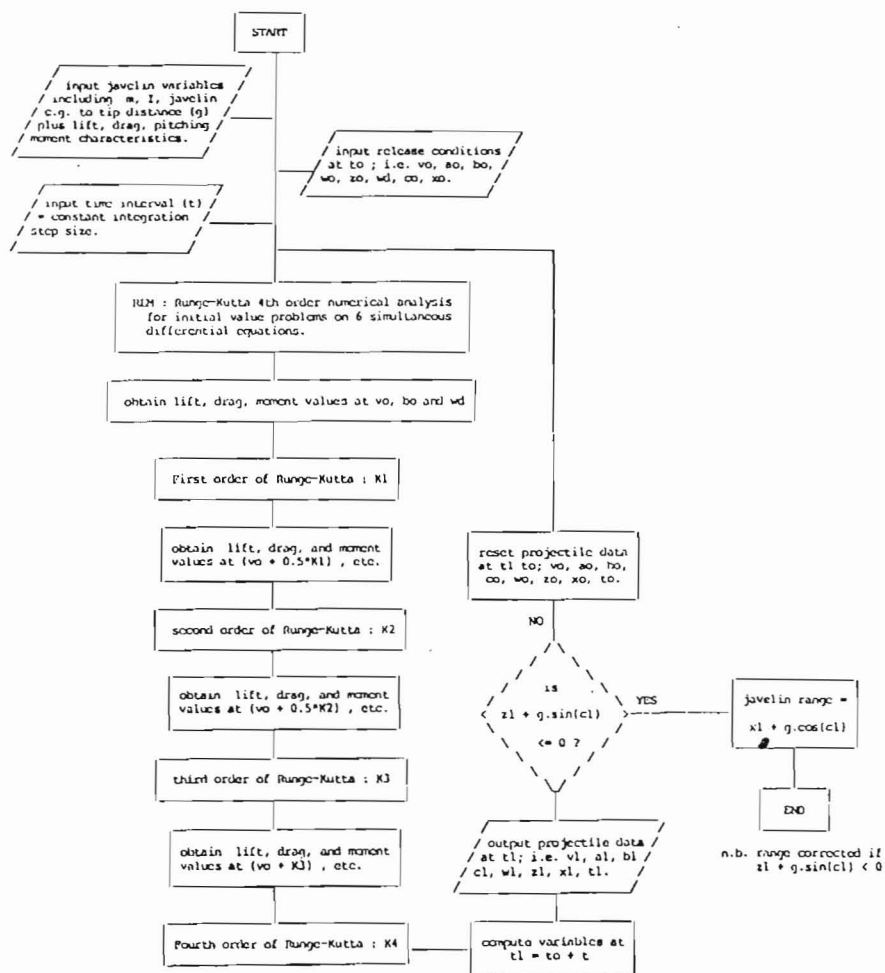 START
input javelin variables
including m, I, javelin
c.g. to tip distance (g)
plus lift, drag, pitching
moment characteristics.
input release conditions
at to ; i.e. vo, ao, bo,
wo, zo, wd, co, xo.
input time interval (t)
= constant integration
step size.
REM : Runge-Kutta 4th order numerical analysis
for initial value problems on 6 simultaneous
differential equations.
obtain lift, drag, moment values at vo, bo and wd
First order of Runge-Kutta : K1
obtain lift, drag, and moment
values at (vo + 0.5*K1) , etc.
second order of Runge-Kutta : K2
obtain lift, drag, and moment
values at (vo + 0.5*K2) , etc.
third order of Runge-Kutta : K3
obtain lift, drag, and moment
values at (vo + K3) , etc.
Fourth order of Runge-Kutta : K4
compute variables at
t1 = to + t
output projectile data
at t1; i.e. v1, a1, b1
c1, w1, z1, x1, t1.
is
z1 + g.sin(c1)
<= 0 ?
NO
reset projectile data
at t1 to; vo, ao, bo,
co, wo, zo, xo, to.
YES
javelin range =
x1 + g.cos(c1)
END
n.b. range corrected if
z1 + g.sin(c1) < 0